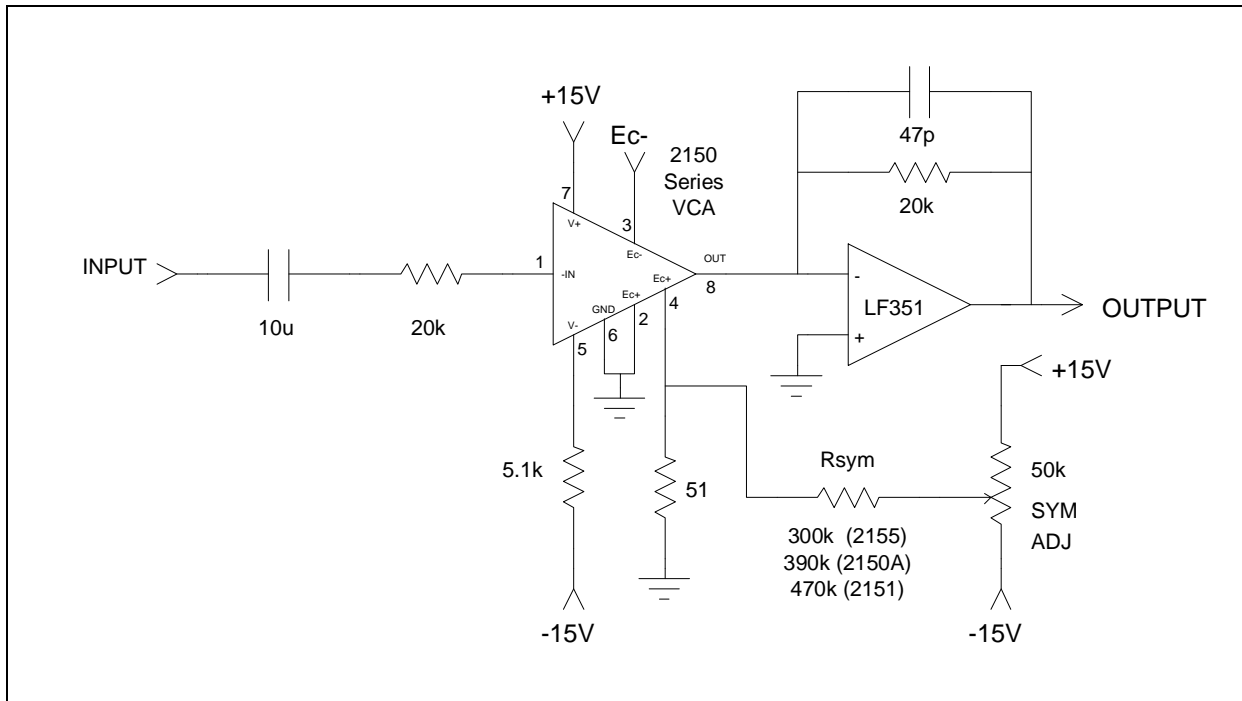 +15V
Ec-
2150
Series
VCA
7
V+
3
Ec-
INPUT
10u
20k
1
-IN
OUT
8
Ec+
4
Ec+
2
GND
6
V-
5
47p
20k
-
LF351
+
OUTPUT
+15V
5.1k
51
Rsym
300k (2155)
390k (2150A)
470k (2151)
50k
SYM
ADJ
-15V
-15V